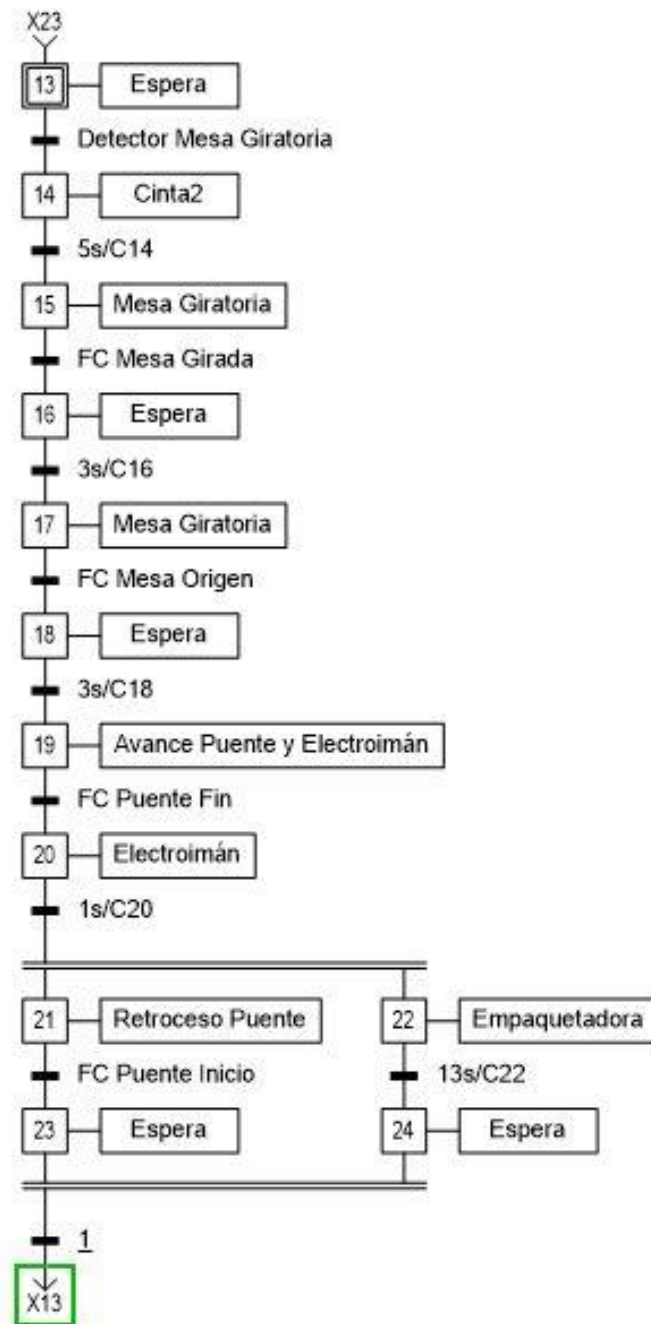 X23
13 Espera
Detector Mesa Giratoria
14 Cinta2
5s/C14
15 Mesa Giratoria
FC Mesa Girada
16 Espera
3s/C16
17 Mesa Giratoria
FC Mesa Origen
18 Espera
3s/C18
19 Avance Puente y Electroimán
FC Puente Fin
20 Electroimán
1s/C20
21 Retroceso Puente 22 Empaquetadora
FC Puente Inicio 13s/C22
23 Espera 24 Espera
1
X13